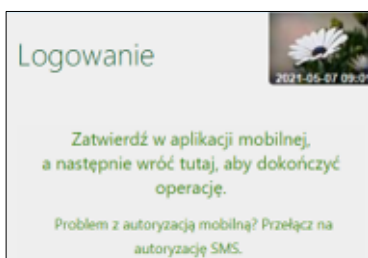 Logowanie
2021-05-07 09:0
Zatwierdź w aplikacji mobilnej,
a następnie wróć tutaj, aby dokończyć
operację.
Problem z autoryzacją mobilną? Przełącz na
autoryzację SMS.